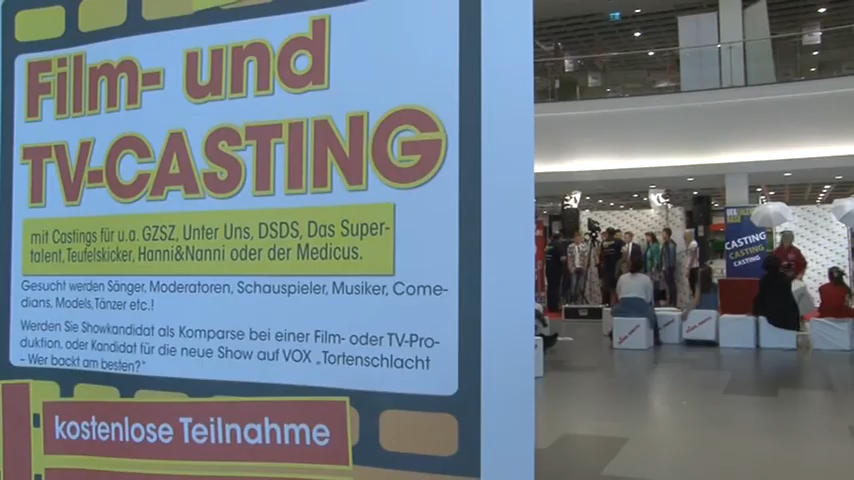 Film- und
TV-CASTING
mit Castings für u.a. GZSZ, Unter Uns, DSDS, Das Super-
talent, Teufelskicker, Hanni&Nanni oder der Medicus.
Gesucht werden Sänger, Moderatoren, Schauspieler, Musiker, Come-
dians, Models, Tänzer etc.!
Werden Sie Showkandidat als Komparse bei einer Film- oder TV-Pro-
duktion, oder Kandidat für die neue Show auf VOX „Tortenschlacht
- Wer backt am besten?"
kostenlose Teilnahme
CASTING
CASTING
CASTING